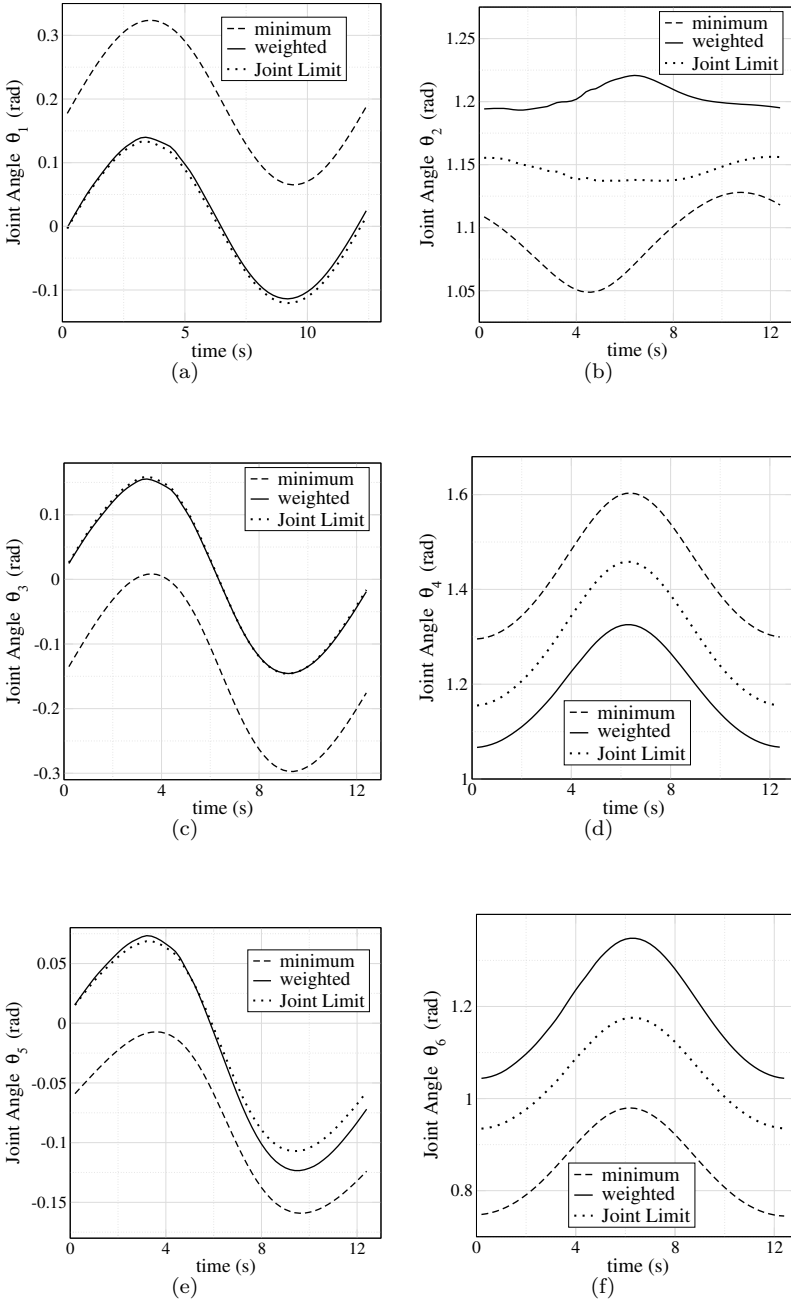 0.3
0.2
0.1
0
-0.1
Joint Angle θ1 (rad)
minimum
weighted
Joint Limit
0 5 10
time (s)
(a)
1.25
1.2
1.15
1.1
1.05
Joint Angle θ2 (rad)
minimum
weighted
Joint Limit
0 4 8 12
time (s)
(b)
0.1
0
-0.1
-0.2
-0.3
Joint Angle θ3 (rad)
minimum
weighted
Joint Limit
0 4 8 12
time (s)
(c)
1.6
1.4
1.2
1
Joint Angle θ4 (rad)
minimum
weighted
Joint Limit
0 4 8 12
time (s)
(d)
0.05
0
-0.05
-0.1
-0.15
Joint Angle θ5 (rad)
minimum
weighted
Joint Limit
0 4 8 12
time (s)
(e)
1.2
1
0.8
Joint Angle θ6 (rad)
minimum
weighted
Joint Limit
0 4 8 12
time (s)
(f)